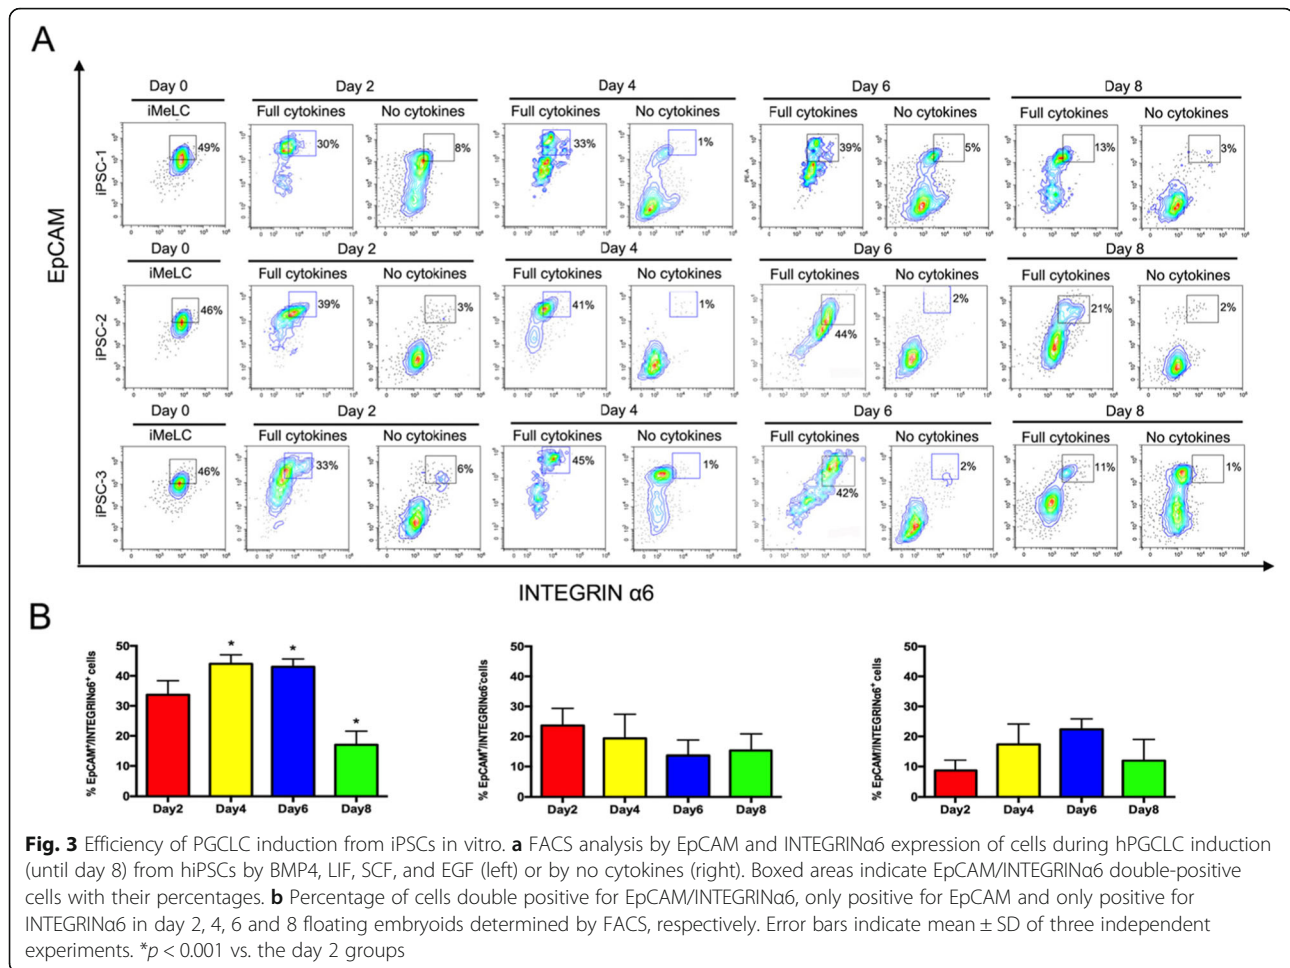 A
Day 0 Day 2 Day 4 Day 6 Day 8
iMeLC Full cytokines No cytokines Full cytokines No cytokines Full cytokines No cytokines Full cytokines No cytokines
iPSC-1
49% 30% 8% 33% 1% 39% 5% 13% 3%
PE-A
EpCAM
Day 0 Day 2 Day 4 Day 6 Day 8
iMeLC Full cytokines No cytokines Full cytokines No cytokines Full cytokines No cytokines Full cytokines No cytokines
iPSC-2
46% 39% 3% 41% 1% 44% 2% 21% 2%
Day 0 Day 2 Day 4 Day 6 Day 8
iMeLC Full cytokines No cytokines Full cytokines No cytokines Full cytokines No cytokines Full cytokines No cytokines
iPSC-3
46% 33% 6% 45% 1% 42% 2% 11% 1%
INTEGRIN α6
B
% EpCAM⁺/INTEGRINα6⁺ cells
50
40
30
20
10
0
* * *
Day2 Day4 Day6 Day8
% EpCAM⁺/INTEGRINα6⁻cells
50
40
30
20
10
0
Day2 Day4 Day6 Day8
% EpCAM⁻/INTEGRINα6⁺ cells
50
40
30
20
10
0
Day2 Day4 Day6 Day8
Fig. 3 Efficiency of PGCLC induction from iPSCs in vitro. a FACS analysis by EpCAM and INTEGRINα6 expression of cells during hPGCLC induction
(until day 8) from hiPSCs by BMP4, LIF, SCF, and EGF (left) or by no cytokines (right). Boxed areas indicate EpCAM/INTEGRINα6 double-positive
cells with their percentages. b Percentage of cells double positive for EpCAM/INTEGRINα6, only positive for EpCAM and only positive for
INTEGRINα6 in day 2, 4, 6 and 8 floating embryoids determined by FACS, respectively. Error bars indicate mean ± SD of three independent
experiments. *p < 0.001 vs. the day 2 groups